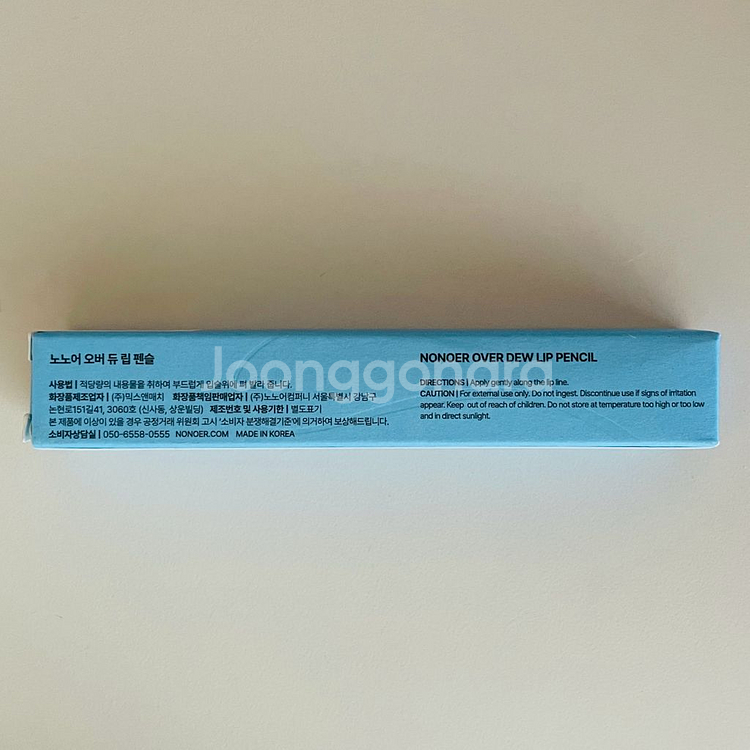 노노어 오버 듀 립 펜슬
사용법 | 적당량의 내용물을 취하여 부드럽게 입술위에 펴 발라 줍니다.
화장품제조업자 | (주)믹스앤매치 화장품책임판매업자 | (주)노노어컴퍼니 서울특별시 강남구
논현로151길41, 3060호 (신사동, 상운빌딩) 제조번호 및 사용기한 | 별도표기
본 제품에 이상이 있을 경우 공정거래 위원회 고시 '소비자 분쟁해결기준'에 의거하여 보상해드립니다.
소비자상담실 | 050-6558-0555 NONOER.COM MADE IN KOREA
NONOER OVER DEW LIP PENCIL
DIRECTIONS | Apply gently along the lip line.
CAUTION | For external use only. Do not ingest. Discontinue use if signs of irritation
appear. Keep out of reach of children. Do not store at temperature too high or too low
and in direct sunlight.
Joonggonara